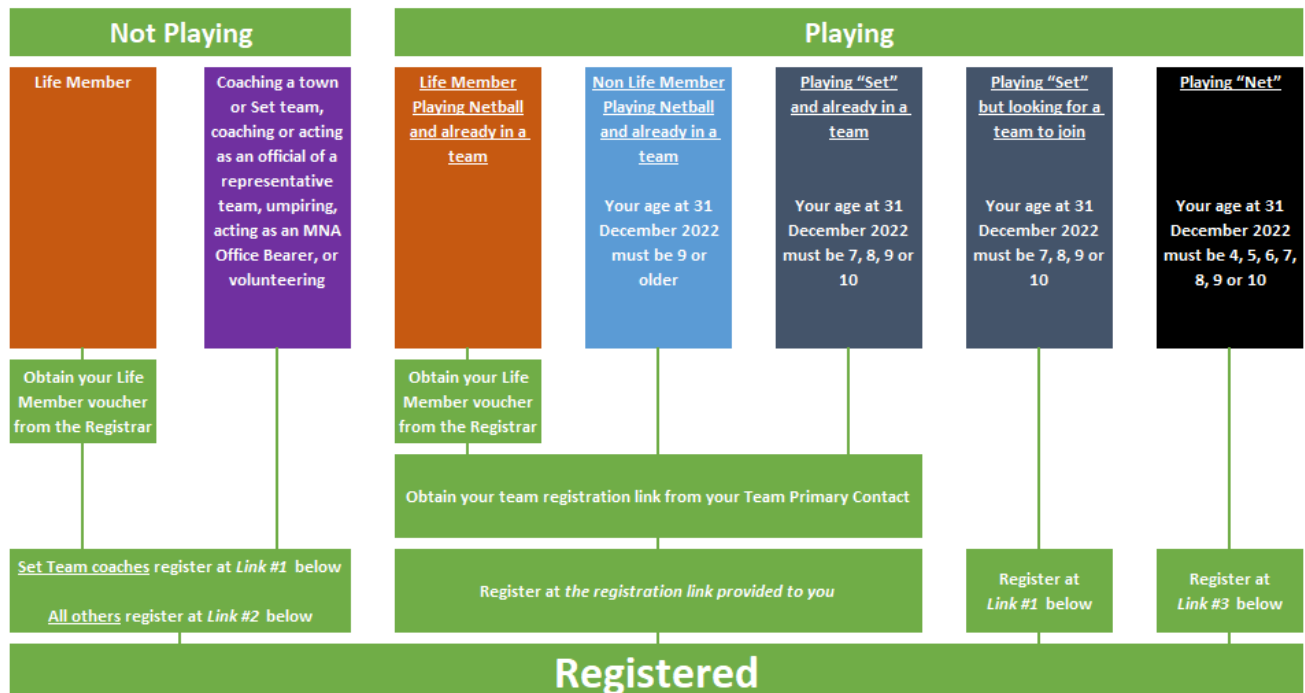 Not Playing
Playing
Life Member
Coaching a town
or Set team,
coaching or acting
as an official of a
representative
team, umpiring,
acting as an MNA
Office Bearer, or
volunteering
Life Member
Playing Netball
and already in a
team
Non Life Member
Playing Netball
and already in a
team
Your age at 31
December 2022
must be 9 or
older
Playing “Set”
and already in a
team
Your age at 31
December 2022
must be 7, 8, 9 or
10
Playing “Set”
but looking for a
team to join
Your age at 31
December 2022
must be 7, 8, 9 or
10
Playing “Net”
Your age at 31
December 2022
must be 4, 5, 6, 7,
8, 9 or 10
Obtain your Life
Member voucher
from the Registrar
Obtain your Life
Member voucher
from the Registrar
Obtain your team registration link from your Team Primary Contact
Set Team coaches register at Link #1 below
All others register at Link #2 below
Register at the registration link provided to you
Register at
Link #1 below
Register at
Link #3 below
Registered